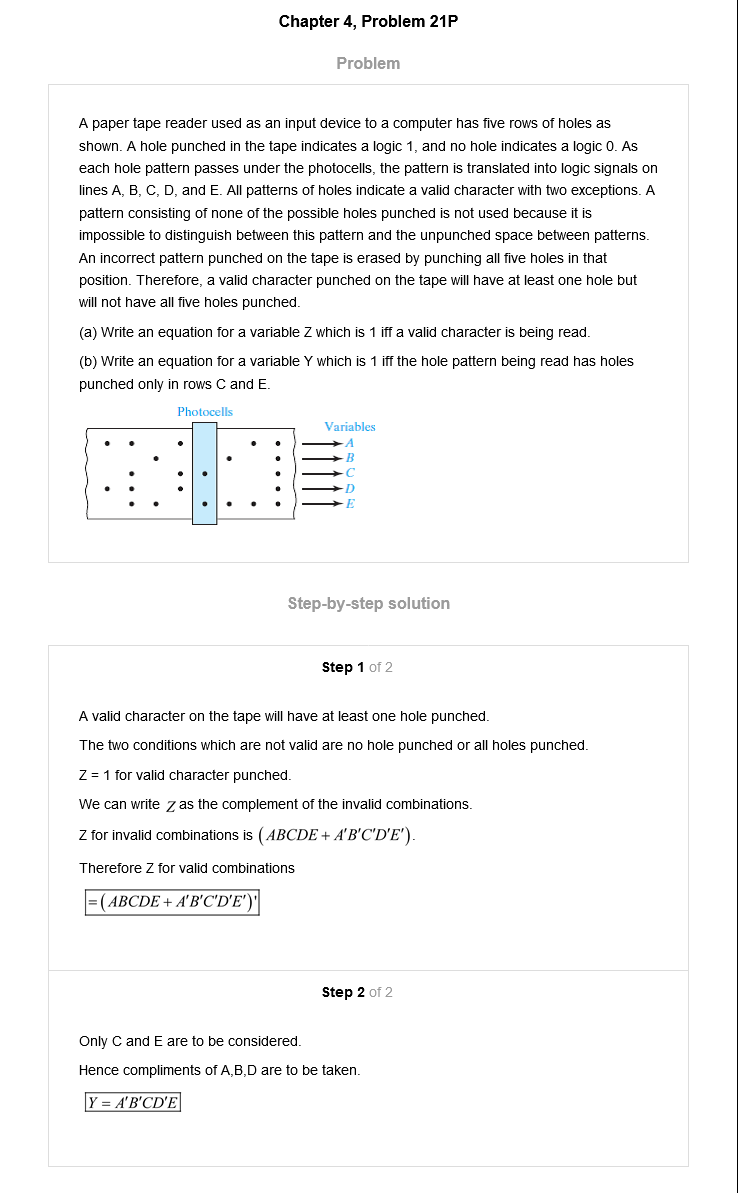 Chapter 4, Problem 21P
Problem
A paper tape reader used as an input device to a computer has five rows of holes as
shown. A hole punched in the tape indicates a logic 1, and no hole indicates a logic 0. As
each hole pattern passes under the photocells, the pattern is translated into logic signals on
lines A, B, C, D, and E. All patterns of holes indicate a valid character with two exceptions. A
pattern consisting of none of the possible holes punched is not used because it is
impossible to distinguish between this pattern and the unpunched space between patterns.
An incorrect pattern punched on the tape is erased by punching all five holes in that
position. Therefore, a valid character punched on the tape will have at least one hole but
will not have all five holes punched.
(a) Write an equation for a variable Z which is 1 iff a valid character is being read.
(b) Write an equation for a variable Y which is 1 iff the hole pattern being read has holes
punched only in rows C and E.
Photocells
Variables
A
B
C
D
E
Step-by-step solution
Step 1 of 2
A valid character on the tape will have at least one hole punched.
The two conditions which are not valid are no hole punched or all holes punched.
Z = 1 for valid character punched.
We can write Z as the complement of the invalid combinations.
Z for invalid combinations is (ABCDE + A'B'C'D'E').
Therefore Z for valid combinations
=(ABCDE + A'B'C'D'E')'
Step 2 of 2
Only C and E are to be considered.
Hence compliments of A,B,D are to be taken.
Y = A'B'CD'E